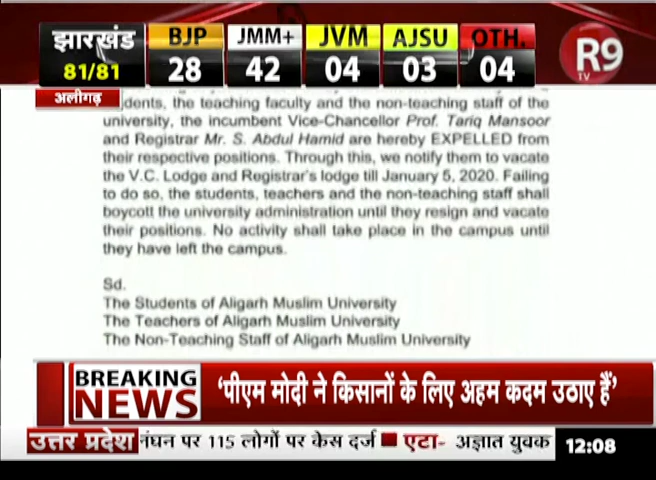 झारखंड BJP JMM+ JVM AJSU OTH. R9
81/81 28 42 04 03 04 TV
अलीगढ़
dents, the teaching faculty and the non-teaching staff of the
university, the incumbent Vice-Chancellor Prof. Tariq Mansoor
and Registrar Mr. S. Abdul Hamid are hereby EXPELLED from
their respective positions. Through this, we notify them to vacate
the V.C. Lodge and Registrar's lodge till January 5, 2020. Failing
to do so, the students, teachers and the non-teaching staff shall
boycott the university administration until they resign and vacate
their positions. No activity shall take place in the campus until
they have left the campus.
Sd.
The Students of Aligarh Muslim University
The Teachers of Aligarh Muslim University
The Non-Teaching Staff of Aligarh Muslim University
BREAKING
NEWS
'पीएम मोदी ने किसानों के लिए अहम कदम उठाए हैं'
उत्तर प्रदेश नंघन पर 115 लोगों पर केस दर्ज एटा- अज्ञात युवक 12:08